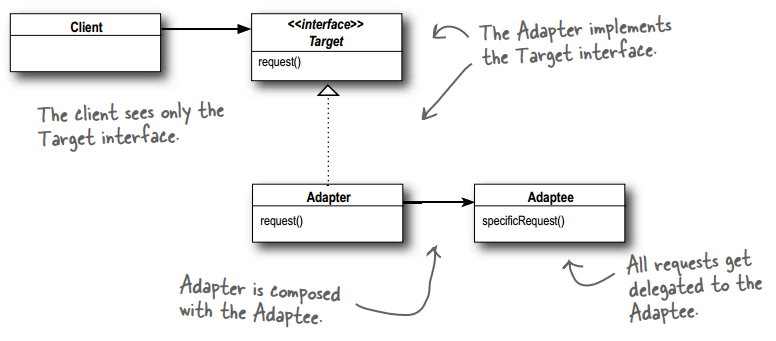 Client
<<interface>>
Target
request()
The Adapter implements
the Target interface.
The client sees only the
Target interface.
Adapter
request()
Adaptee
specificRequest()
Adapter is composed
with the Adaptee.
All requests get
delegated to the
Adaptee.